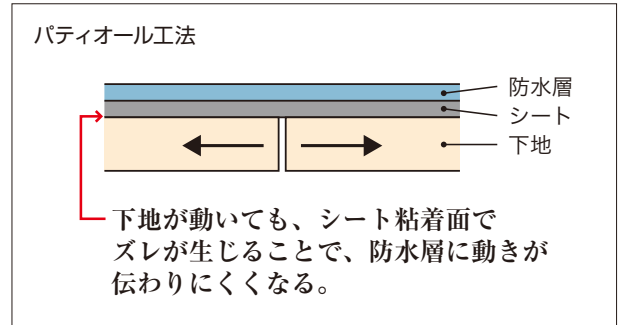 パティオール工法
防水層
シート
下地
下地が動いても、シート粘着面で
ズレが生じることで、防水層に動きが
伝わりにくくなる。